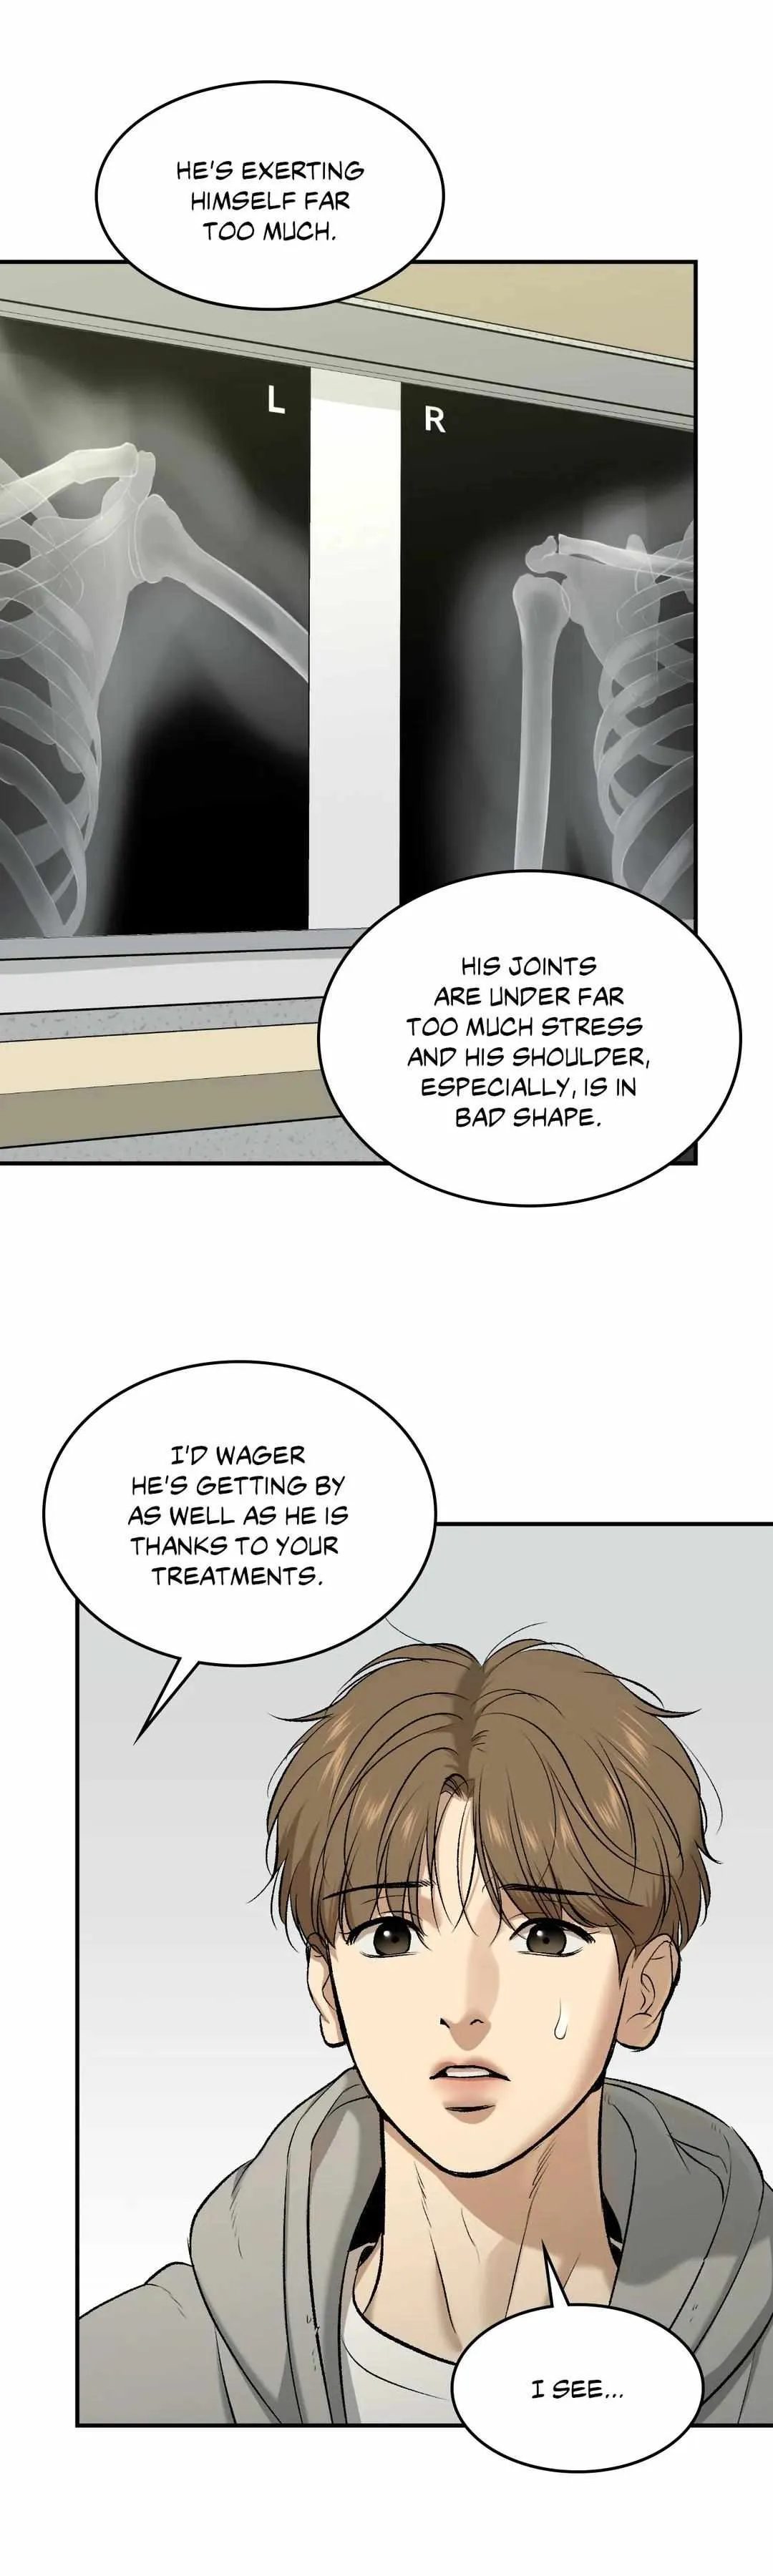 HE'S EXERTING
HIMSELF FAR
TOO MUCH.
L
R
HIS JOINTS
ARE UNDER FAR
TOO MUCH STRESS
AND HIS SHOULDER,
ESPECIALLY, IS IN
BAD SHAPE.
I'D WAGER
HE'S GETTING BY
AS WELL AS HE IS
THANKS TO YOUR
TREATMENTS.
I SEE...